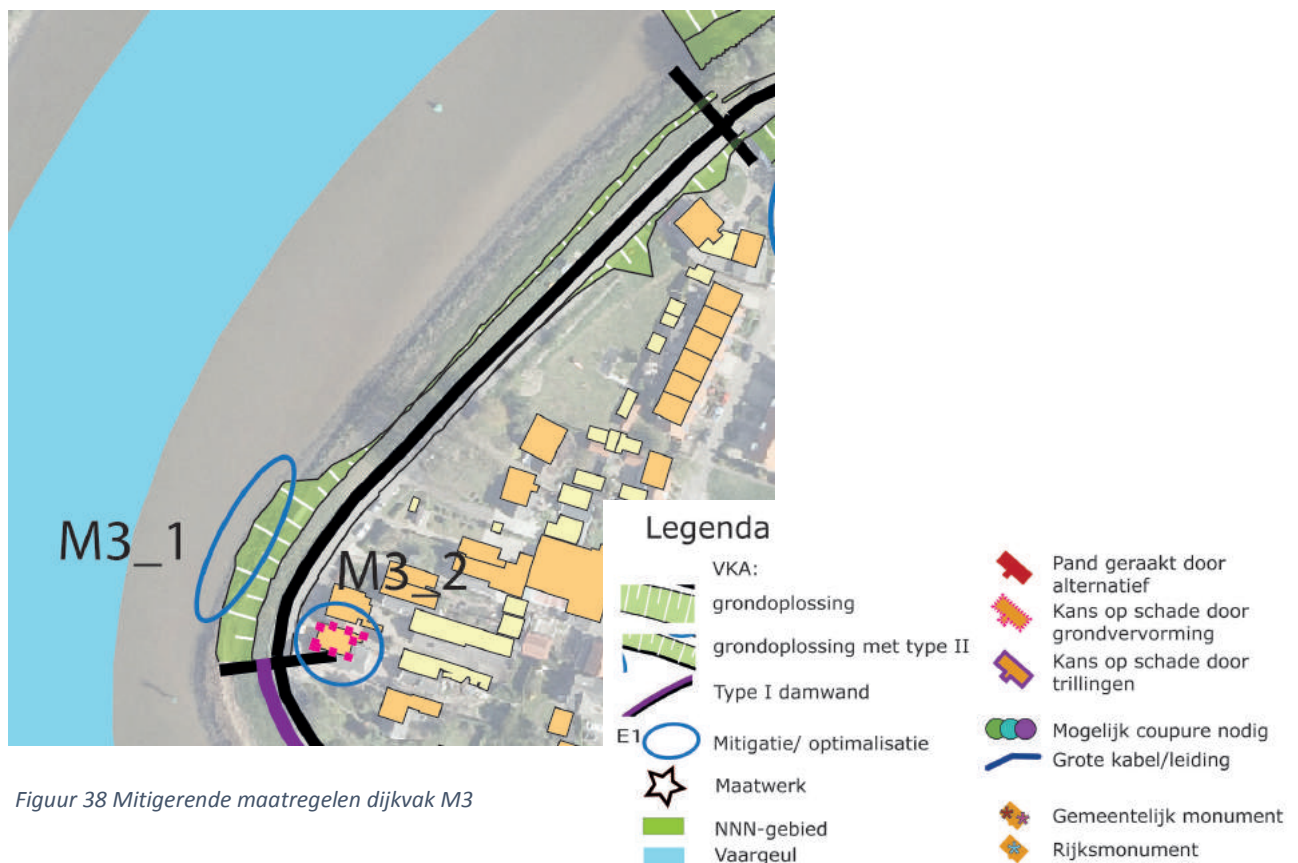 M3_1
M3_2
Legenda
VKA:
grondoplossing
grondoplossing met type II
Type I damwand
E1
Mitigatie/ optimalisatie
Maatwerk
NNN-gebied
Vaargeul
Pand geraakt door
alternatief
Kans op schade door
grondvervorming
Kans op schade door
trillingen
Mogelijk coupure nodig
Grote kabel/leiding
Gemeentelijk monument
Rijksmonument
Figuur 38 Mitigerende maatregelen dijkvak M3